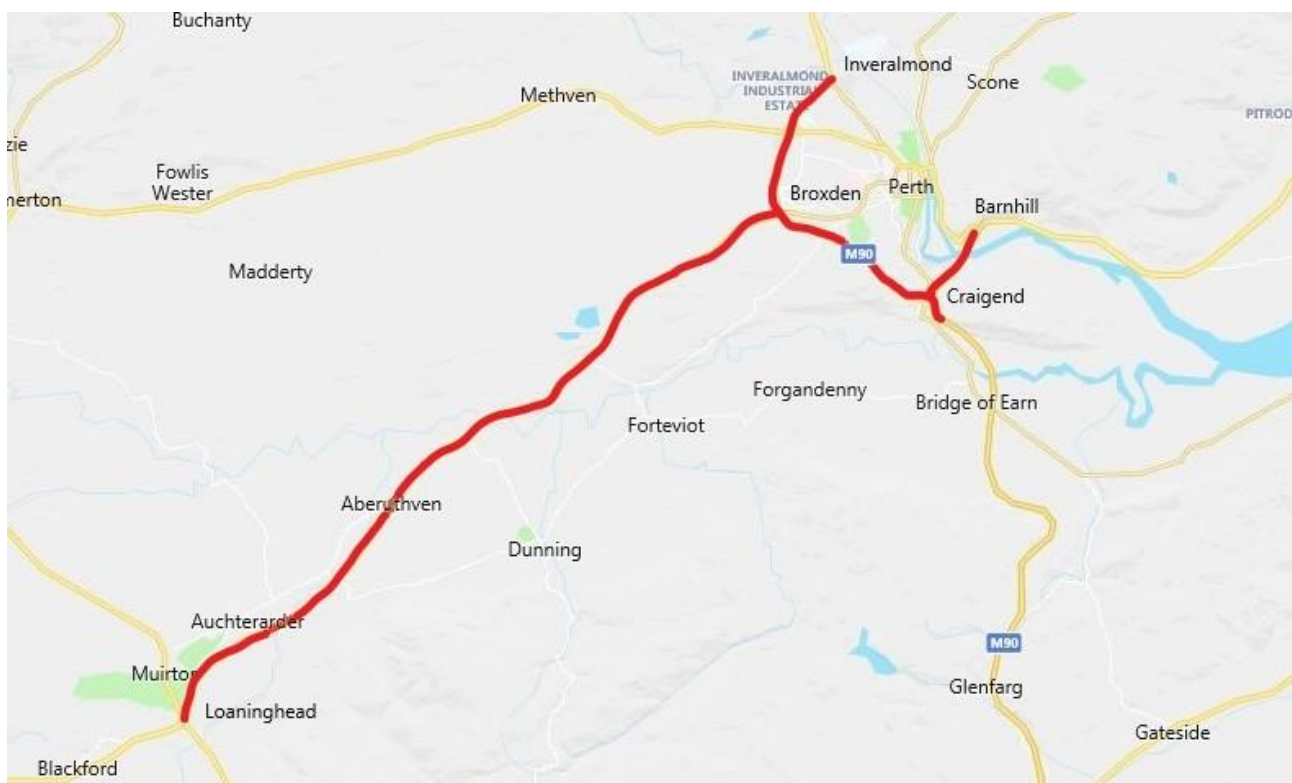 Buchanty
Inveralmond
INVERALMOND
INDUSTRIAL
ESTATE
Scone
Methven
PITROD
zie
Fowlis
Wester
merton
Broxden
Perth
Barnhill
M90
Madderty
Craigend
Forgandenny
Bridge of Earn
Forteviot
Aberuthven
Dunning
Auchterarder
M90
Muirton
Glenfarg
Loaninghead
Gateside
Blackford